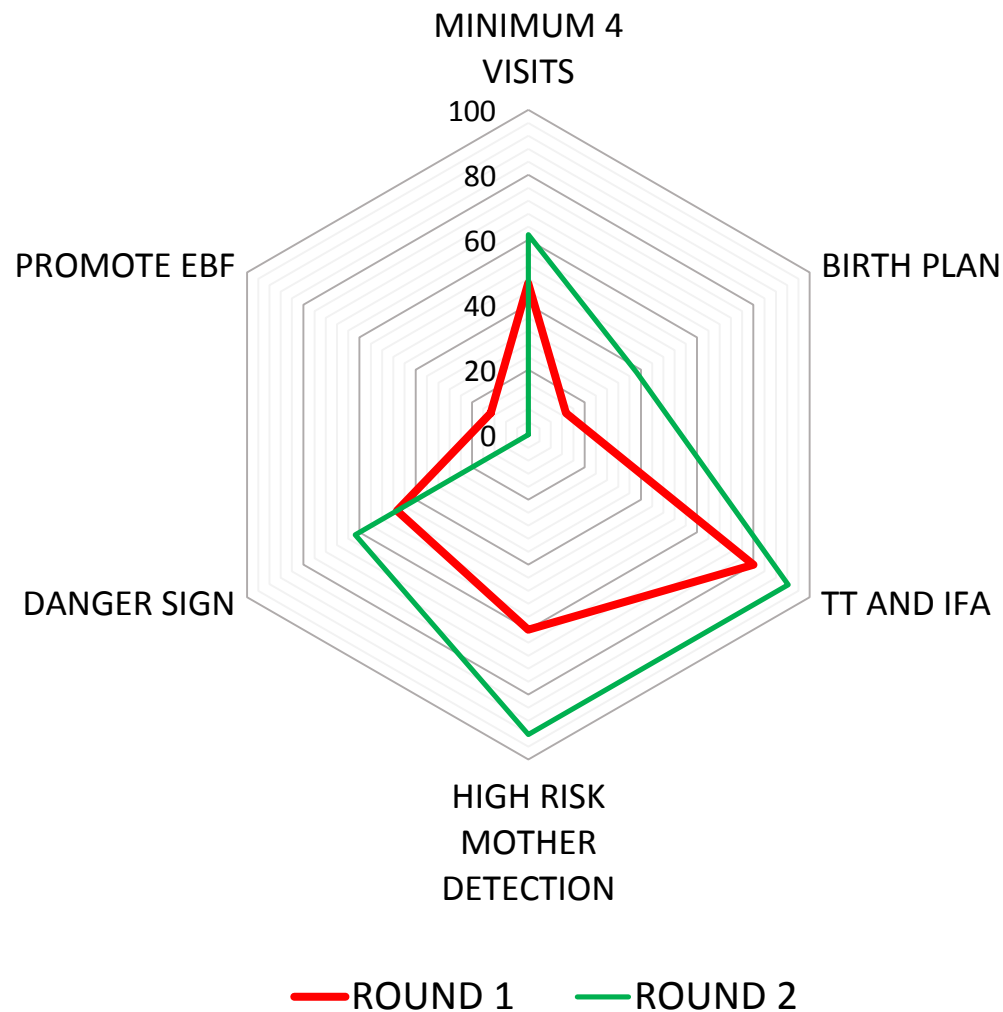 MINIMUM 4
VISITS
100
80
60
40
20
0
PROMOTE EBF
BIRTH PLAN
DANGER SIGN
TT AND IFA
HIGH RISK
MOTHER
DETECTION
ROUND 1
ROUND 2